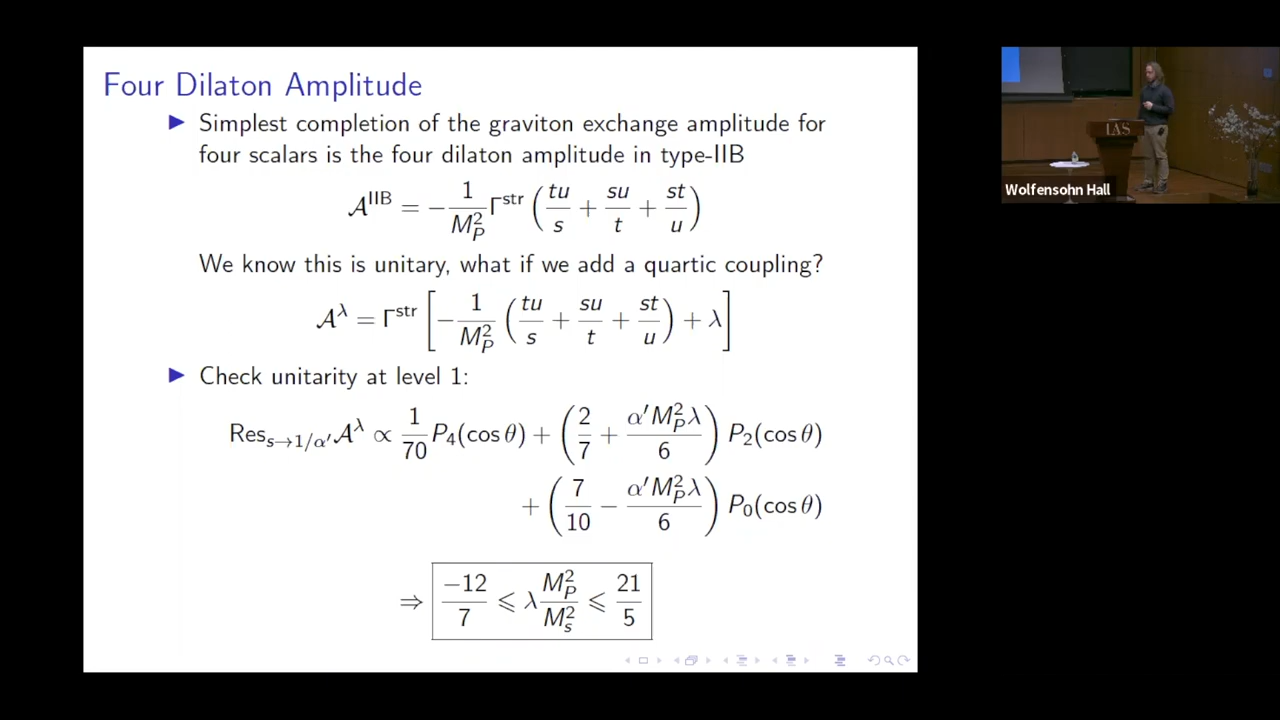 Four Dilaton Amplitude
▶ Simplest completion of the graviton exchange amplitude for
four scalars is the four dilaton amplitude in type-IIB
𝒜^IIB = −1/M_P^2 Γ^str (tu/s + su/t + st/u)
We know this is unitary, what if we add a quartic coupling?
𝒜^λ = Γ^str [−1/M_P^2 (tu/s + su/t + st/u) + λ]
▶ Check unitarity at level 1:
Res_{s→1/α′} 𝒜^λ ∝ 1/70 P_4(cos θ) + (2/7 + α′M_P^2λ/6) P_2(cos θ)
+ (7/10 − α′M_P^2λ/6) P_0(cos θ)
⇒ −12/7 ⩽ λ M_P^2/M_s^2 ⩽ 21/5
IAS
Wolfensohn Hall